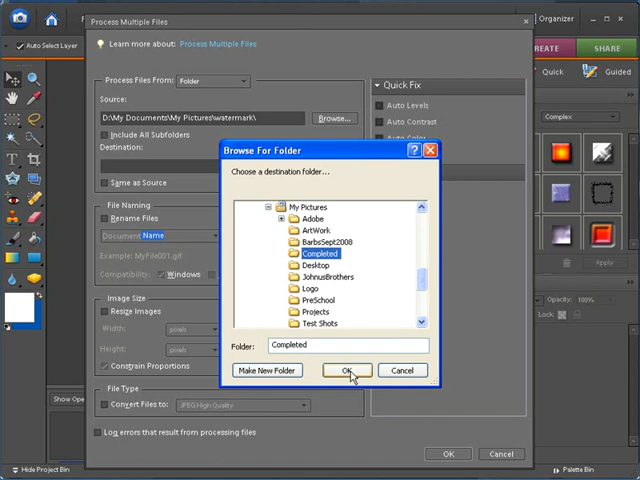 Process Multiple Files
Organizer
Auto Select Layer
Learn more about: Process Multiple Files
CREATE
SHARE
Process Files From: Folder
Quick Fix
Quick
Guided
Source:
Auto Levels
D:\My Documents\My Pictures\watermark\
Browse...
Auto Contrast
Complex
Include All Subfolders
Auto Color
Destination:
Browse For Folder
Choose a destination folder...
Same as Source
File Naming
Rename Files
Document Name
Example: MyFile001.gif
Compatibility: Windows
My Pictures
Adobe
ArtWork
BarbsSept2008
Completed
Desktop
JohnusBrothers
Logo
PreSchool
Projects
Test Shots
Apply
Image Size
Opacity: 100%
Resize Images
Width: pixels
Height: pixels
Constrain Proportions
Folder: Completed
Make New Folder
OK
Cancel
File Type
Show Ope
Convert Files to: JPEG High Quality
Log errors that result from processing files
OK
Cancel
Hide Project Bin
Palette Bin